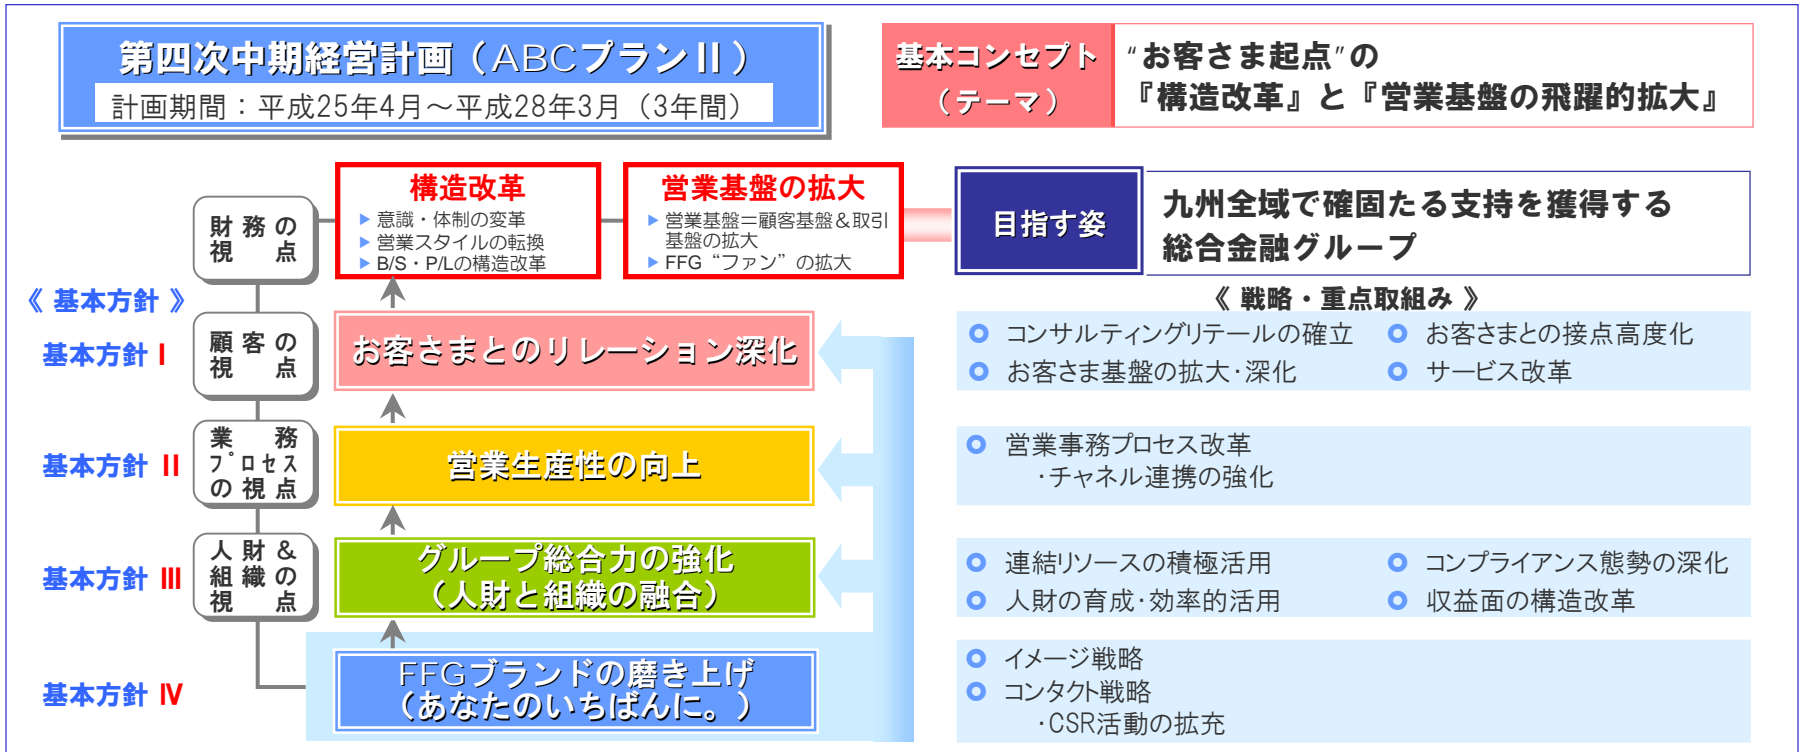 第四次中期経営計画(ABCプランⅡ)
計画期間:平成25年4月~平成28年3月(3年間)
基本コンセプト
(テーマ)
“お客さま起点”の
『構造改革』と『営業基盤の飛躍的拡大』
財務の
視点
構造改革
意識・体制の変革
営業スタイルの転換
B/S・P/Lの構造改革
営業基盤の拡大
営業基盤=顧客基盤&取引
基盤の拡大
FFG“ファン”の拡大
目指す姿
九州全域で確固たる支持を獲得する
総合金融グループ
《 基本方針 》
《 戦略・重点取組み 》
基本方針 Ⅰ
顧客の
視点
お客さまとのリレーション深化
コンサルティングリテールの確立
お客さまとの接点高度化
お客さま基盤の拡大・深化
サービス改革
基本方針 Ⅱ
業務
プロセス
の視点
営業生産性の向上
営業事務プロセス改革
・チャネル連携の強化
基本方針 Ⅲ
人財&
組織の
視点
グループ総合力の強化
(人財と組織の融合)
連結リソースの積極活用
コンプライアンス態勢の深化
人財の育成・効率的活用
収益面の構造改革
基本方針 Ⅳ
FFGブランドの磨き上げ
(あなたのいちばんに。)
イメージ戦略
コンタクト戦略
・CSR活動の拡充